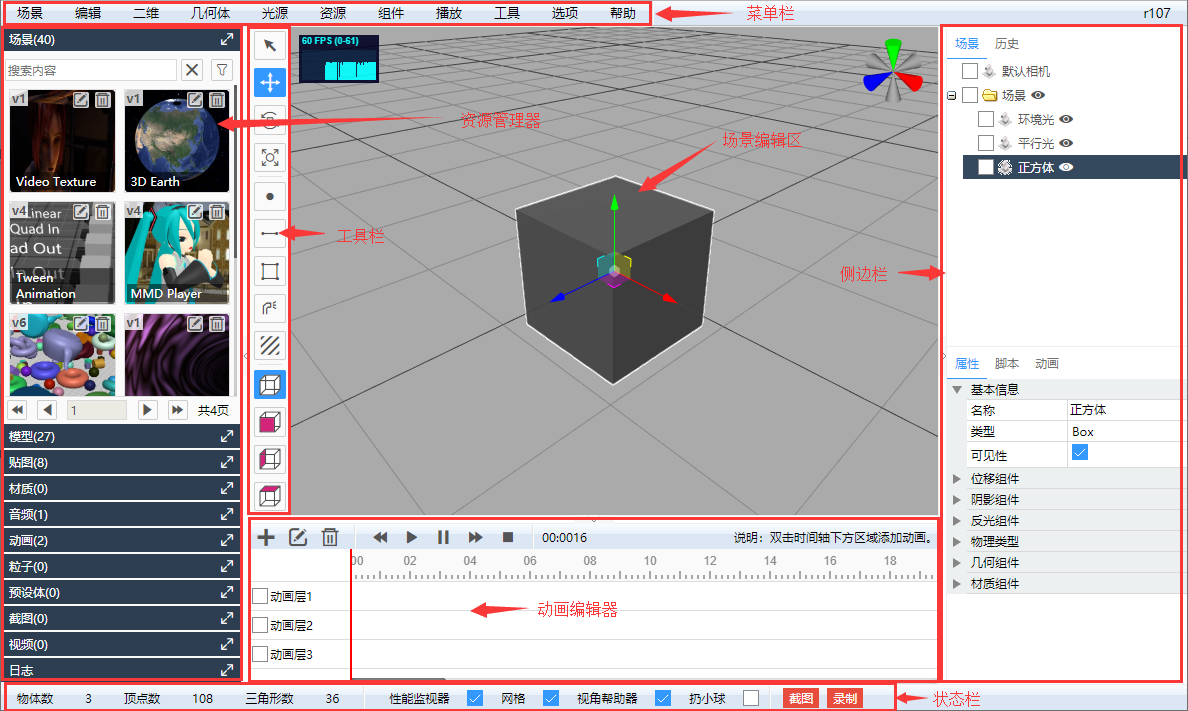 场景 编辑 二维 几何体 光源 资源 组件 播放 工具 选项 帮助 菜单栏 r107
场景(40)
搜索内容
v1
Video Texture
v1
3D Earth
v4
Linear
Quad In
ad Out
In Out
Tween
Animation
v4
MMD Player
v6
v1
1
共4页
模型(27)
贴图(8)
材质(0)
音频(1)
动画(2)
粒子(0)
预设体(0)
截图(0)
视频(0)
日志
资源管理器
工具栏
60 FPS (0-61)
场景编辑区
侧边栏
场景 历史
默认相机
场景
环境光
平行光
正方体
属性 脚本 动画
基本信息
名称 正方体
类型 Box
可见性
位移组件
阴影组件
反光组件
物理类型
几何组件
材质组件
00:0016 说明：双击时间轴下方区域添加动画。
00 02 04 06 08 10 12 14 16 18
动画层1
动画层2
动画层3
动画编辑器
物体数 3 顶点数 108 三角形数 36 性能监视器 网格 视角帮助器 扔小球 截图 录制 状态栏